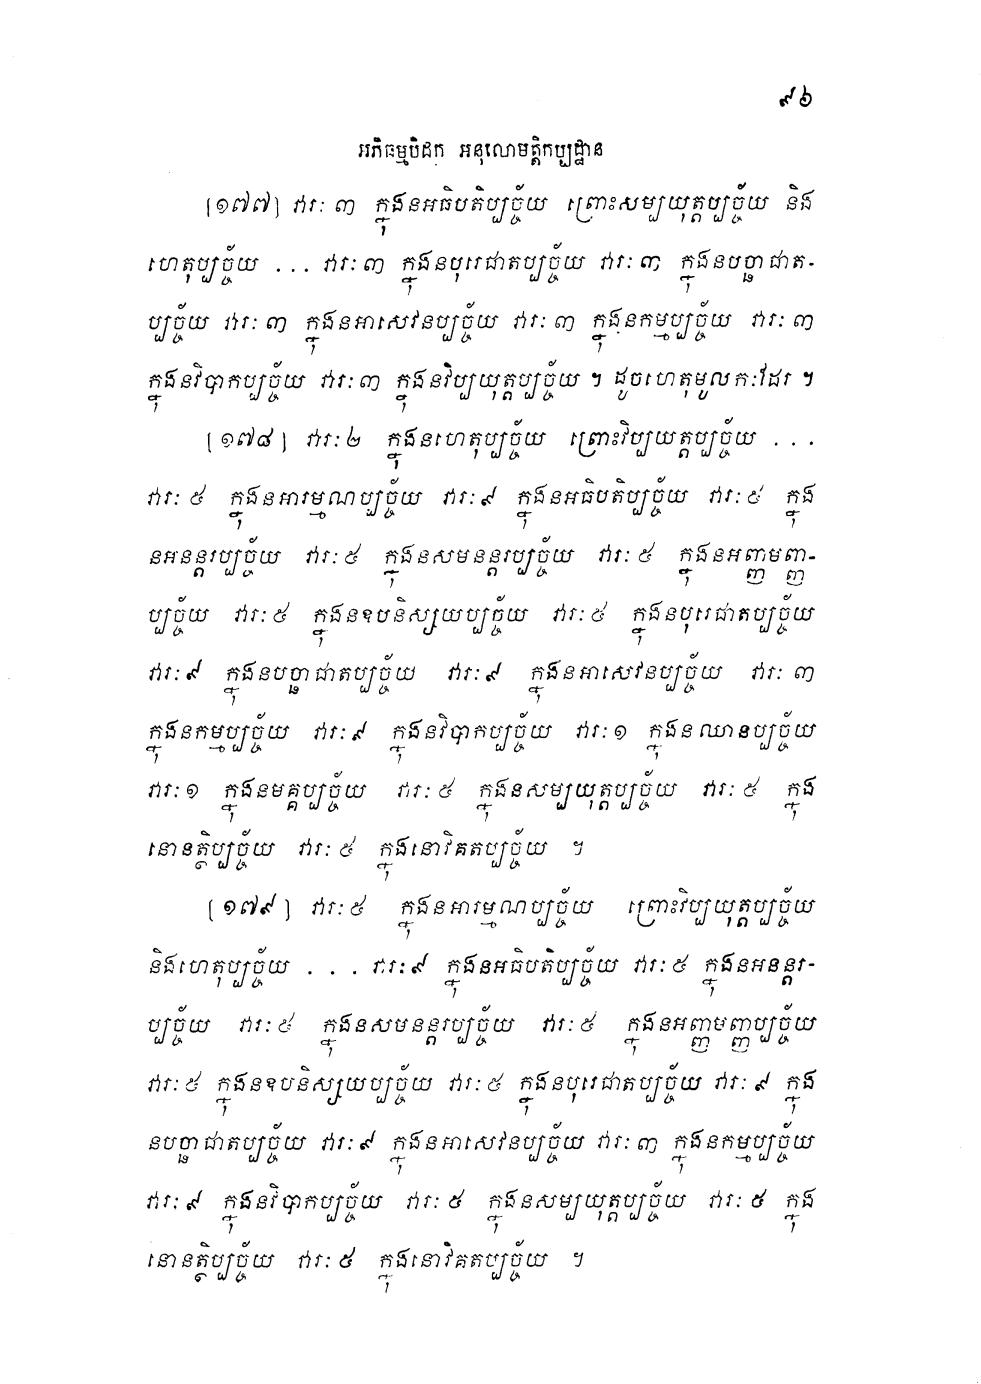 ៩៦
អភិធម្មបិដក អនុលោមត្តិកប្បដ្ឋាន
[១៧៧] វារៈ ៣ ក្នុងនអធិបតិប្បច្ច័យ ព្រោះសម្បយុត្តប្បច្ច័យ និង
ហេតុប្បច្ច័យ ... វារៈ ៣ ក្នុងនបុរេជាតប្បច្ច័យ វារៈ ៣ ក្នុងនបច្ឆាជាត-
ប្បច្ច័យ វារៈ ៣ ក្នុងនអាសេវនប្បច្ច័យ វារៈ ៣ ក្នុងនកម្មប្បច្ច័យ វារៈ ៣
ក្នុងនវិបាកប្បច្ច័យ វារៈ ៣ ក្នុងនវិប្បយុត្តប្បច្ច័យ ។ ដូចហេតុមូលកៈដែរ ។
[១៧៨] វារៈ ២ ក្នុងនហេតុប្បច្ច័យ ព្រោះវិប្បយុត្តប្បច្ច័យ ...
វារៈ ៥ ក្នុងនអារម្មណប្បច្ច័យ វារៈ ៩ ក្នុងនអធិបតិប្បច្ច័យ វារៈ ៥ ក្នុង
នអនន្តរប្បច្ច័យ វារៈ ៥ ក្នុងនសមនន្តរប្បច្ច័យ វារៈ ៥ ក្នុងនអញ្ញមញ្ញ-
ប្បច្ច័យ វារៈ ៥ ក្នុងនឧបនិស្សយប្បច្ច័យ វារៈ ៥ ក្នុងនបុរេជាតប្បច្ច័យ
វារៈ ៩ ក្នុងនបច្ឆាជាតប្បច្ច័យ វារៈ ៩ ក្នុងនអាសេវនប្បច្ច័យ វារៈ ៣
ក្នុងនកម្មប្បច្ច័យ វារៈ ៩ ក្នុងនវិបាកប្បច្ច័យ វារៈ ១ ក្នុងនឈានប្បច្ច័យ
វារៈ ១ ក្នុងនមគ្គប្បច្ច័យ វារៈ ៥ ក្នុងនសម្បយុត្តប្បច្ច័យ វារៈ ៥ ក្នុង
នោនត្ថិប្បច្ច័យ វារៈ ៥ ក្នុងនោវិគតប្បច្ច័យ ។
[១៧៩] វារៈ ៥ ក្នុងនអារម្មណប្បច្ច័យ ព្រោះវិប្បយុត្តប្បច្ច័យ
និងហេតុប្បច្ច័យ ... វារៈ ៩ ក្នុងនអធិបតិប្បច្ច័យ វារៈ ៥ ក្នុងនអនន្តរ-
ប្បច្ច័យ វារៈ ៥ ក្នុងនសមនន្តរប្បច្ច័យ វារៈ ៥ ក្នុងនអញ្ញមញ្ញប្បច្ច័យ
វារៈ ៥ ក្នុងនឧបនិស្សយប្បច្ច័យ វារៈ ៥ ក្នុងនបុរេជាតប្បច្ច័យ វារៈ ៩ ក្នុង
នបច្ឆាជាតប្បច្ច័យ វារៈ ៩ ក្នុងនអាសេវនប្បច្ច័យ វារៈ ៣ ក្នុងនកម្មប្បច្ច័យ
វារៈ ៩ ក្នុងនវិបាកប្បច្ច័យ វារៈ ៥ ក្នុងនសម្បយុត្តប្បច្ច័យ វារៈ ៥ ក្នុង
នោនត្ថិប្បច្ច័យ វារៈ ៥ ក្នុងនោវិគតប្បច្ច័យ ។